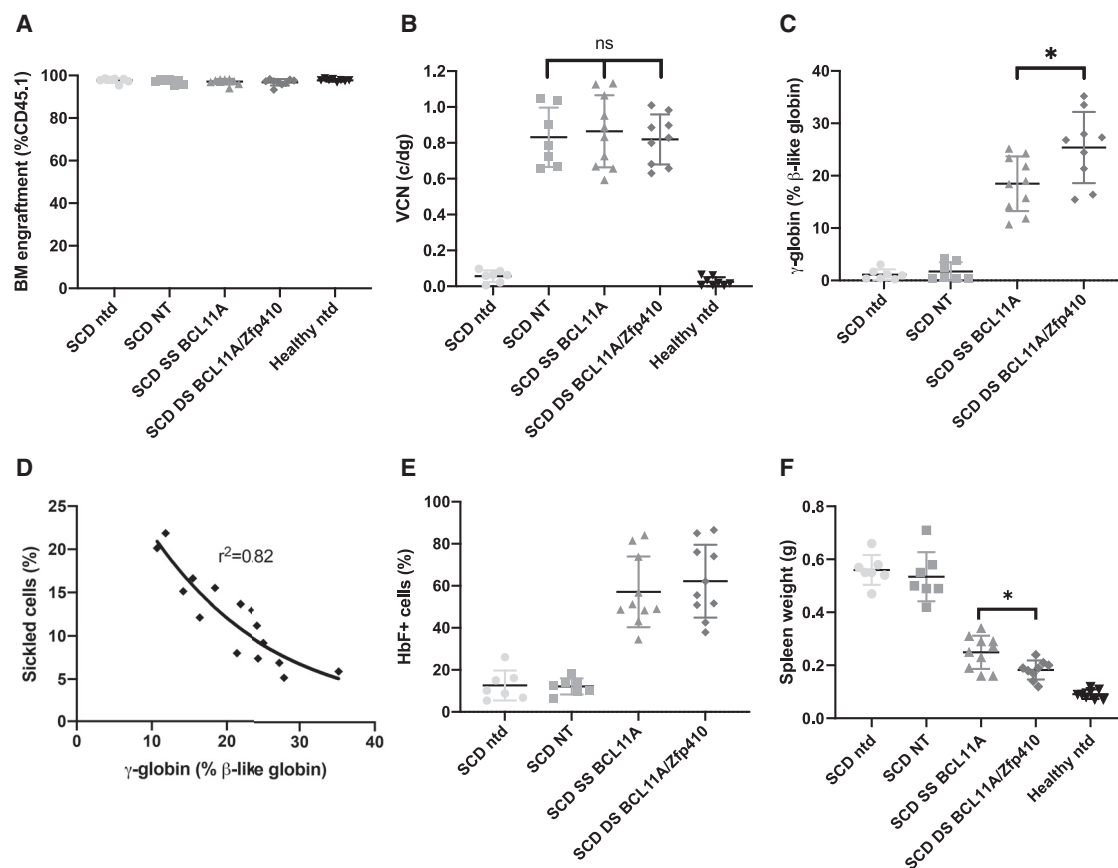 A
BM engraftment (%CD45.1)
100
80
60
40
20
0
SCD ntd
SCD NT
SCD SS BCL11A
SCD DS BCL11A/Zfp410
Healthy ntd
B
ns
VCN (c/dg)
1.2
1.0
0.8
0.6
0.4
0.2
0.0
SCD ntd
SCD NT
SCD SS BCL11A
SCD DS BCL11A/Zfp410
Healthy ntd
C
*
γ-globin (% β-like globin)
40
30
20
10
0
SCD ntd
SCD NT
SCD SS BCL11A
SCD DS BCL11A/Zfp410
D
r²=0.82
Sickled cells (%)
25
20
15
10
5
0
0 10 20 30 40
γ-globin (% β-like globin)
E
HbF+ cells (%)
100
80
60
40
20
0
SCD ntd
SCD NT
SCD SS BCL11A
SCD DS BCL11A/Zfp410
F
*
Spleen weight (g)
0.8
0.6
0.4
0.2
0.0
SCD ntd
SCD NT
SCD SS BCL11A
SCD DS BCL11A/Zfp410
Healthy ntd